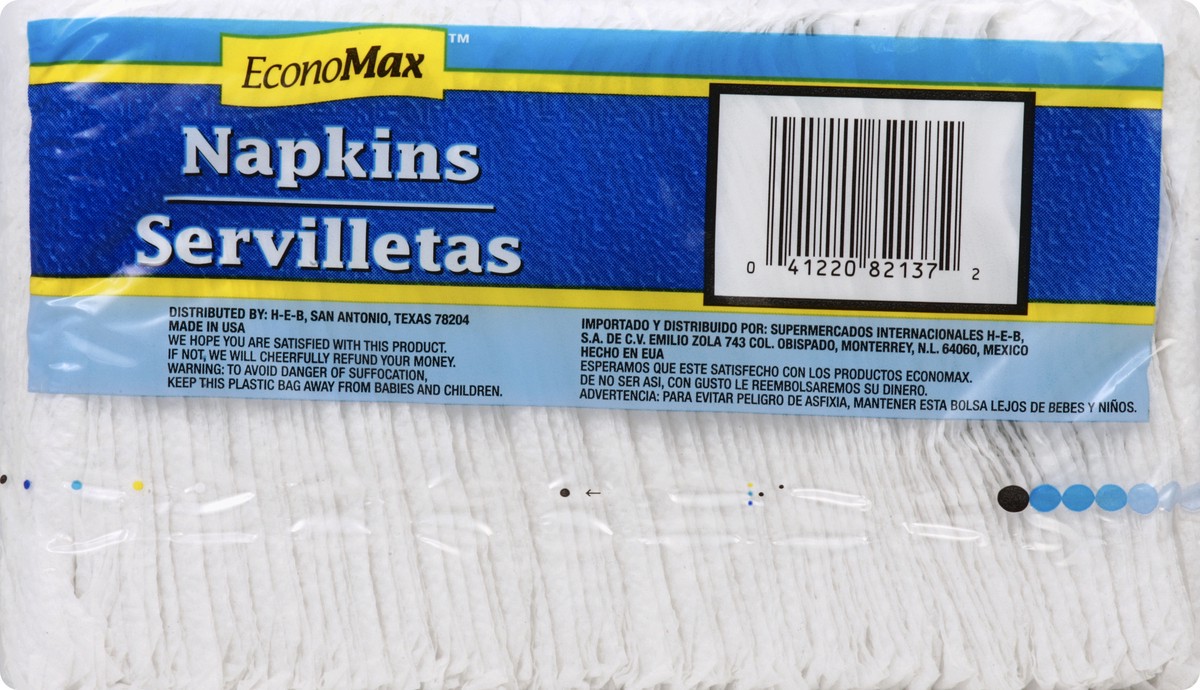 EconoMax™
Napkins
Servilletas
0 41220 82137 2
DISTRIBUTED BY: H-E-B, SAN ANTONIO, TEXAS 78204
MADE IN USA
WE HOPE YOU ARE SATISFIED WITH THIS PRODUCT.
IF NOT, WE WILL CHEERFULLY REFUND YOUR MONEY.
WARNING: TO AVOID DANGER OF SUFFOCATION,
KEEP THIS PLASTIC BAG AWAY FROM BABIES AND CHILDREN.
IMPORTADO Y DISTRIBUIDO POR: SUPERMERCADOS INTERNACIONALES H-E-B,
S.A. DE C.V. EMILIO ZOLA 743 COL. OBISPADO, MONTERREY, N.L. 64060, MEXICO
HECHO EN EUA
ESPERAMOS QUE ESTE SATISFECHO CON LOS PRODUCTOS ECONOMAX.
DE NO SER ASI, CON GUSTO LE REEMBOLSAREMOS SU DINERO.
ADVERTENCIA: PARA EVITAR PELIGRO DE ASFIXIA, MANTENER ESTA BOLSA LEJOS DE BEBES Y NIÑOS.